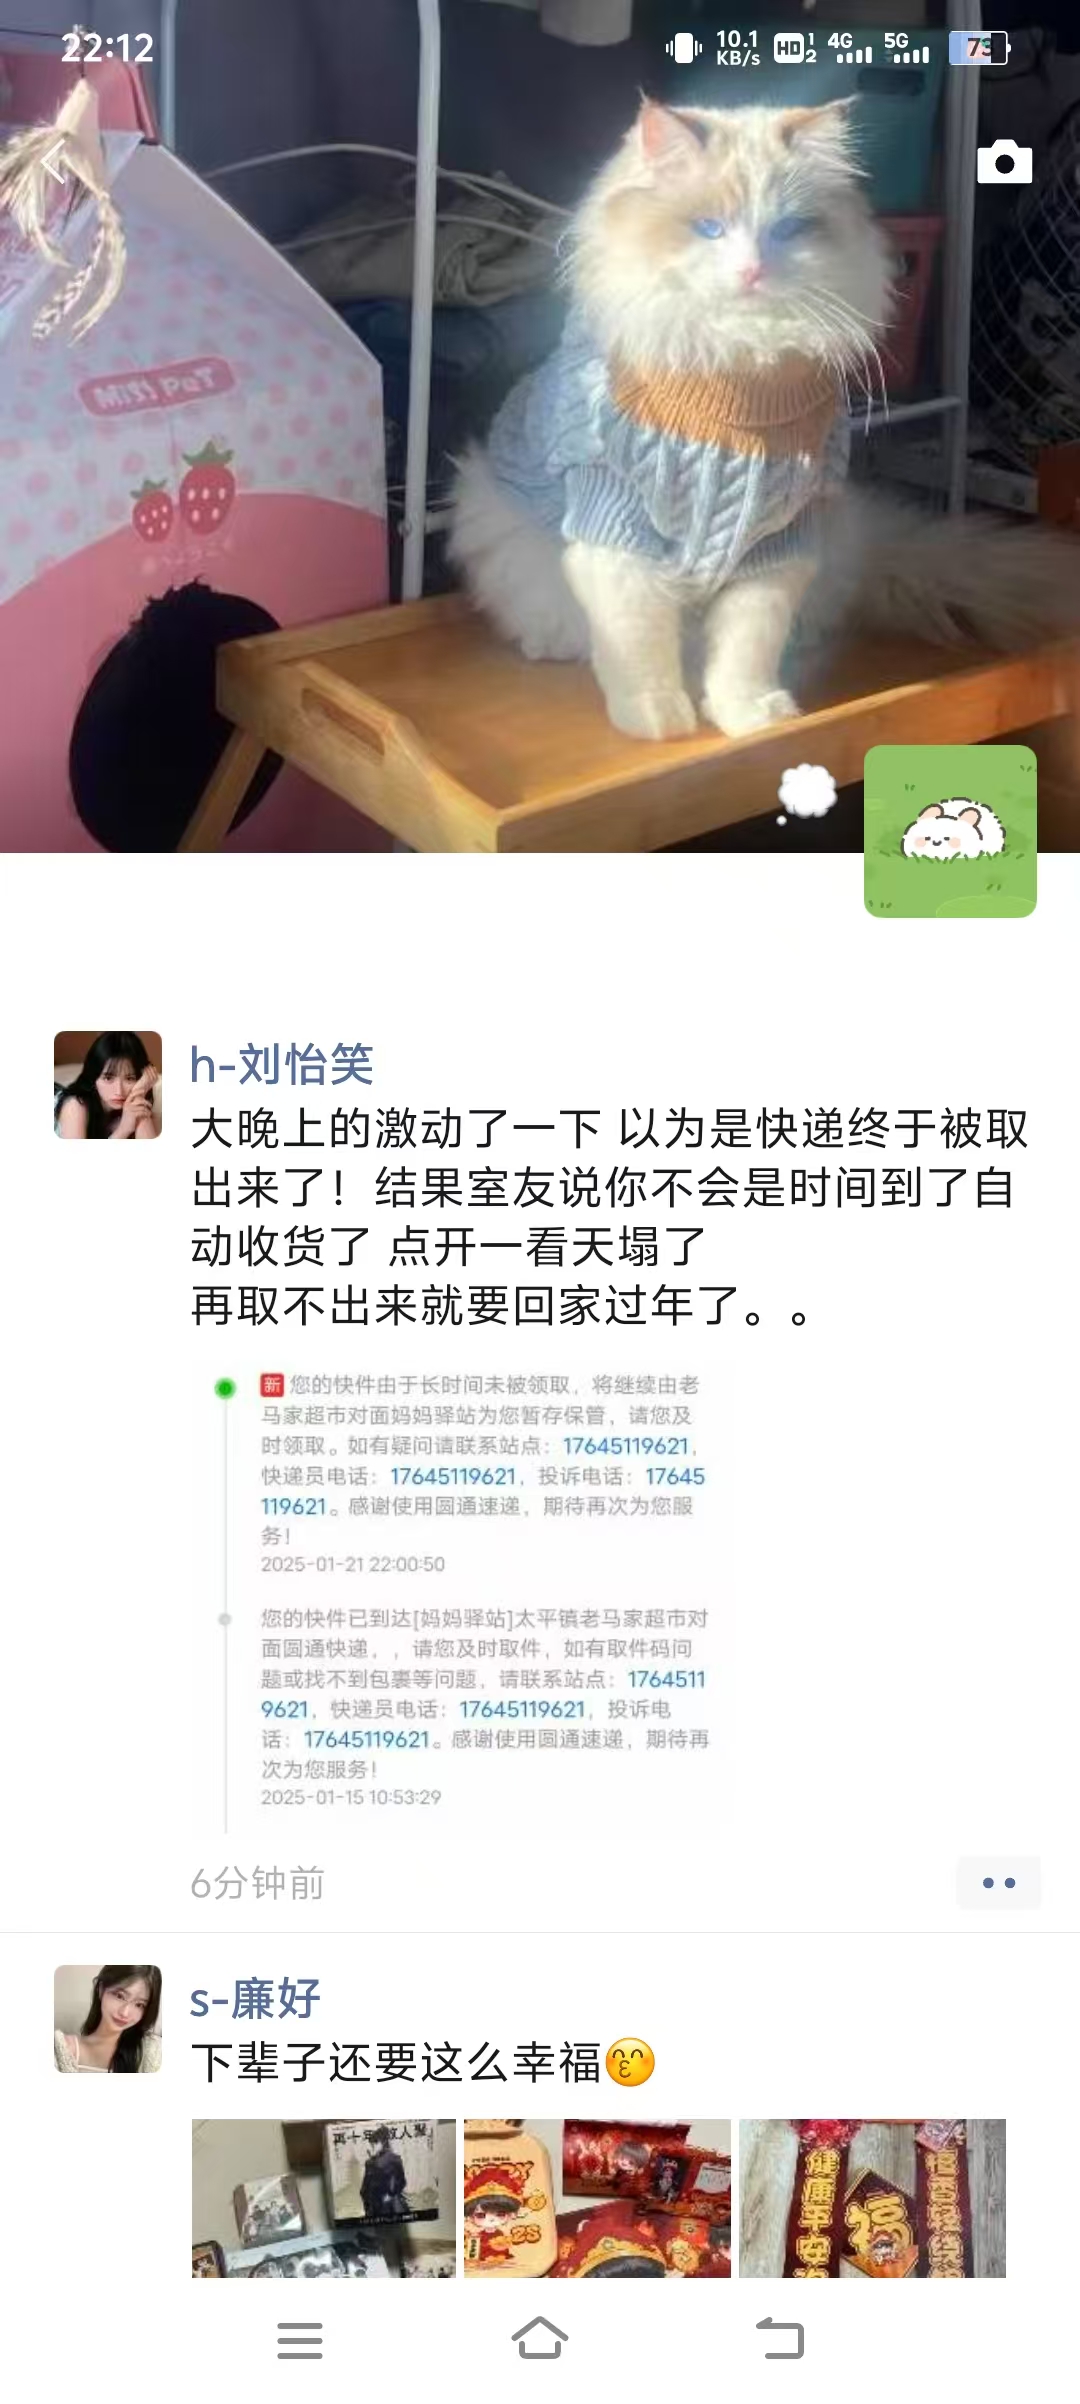 22:12
10.1 KB/s HD 1 2 4G 5G 73
Miss Pet
h-刘怡笑
大晚上的激动了一下 以为是快递终于被取
出来了！结果室友说你不会是时间到了自
动收货了 点开一看天塌了
再取不出来就要回家过年了。。
新 您的快件由于长时间未被领取，将继续由老
马家超市对面妈妈驿站为您暂存保管，请您及
时领取。如有疑问请联系站点：17645119621，
快递员电话：17645119621，投诉电话：17645
119621。感谢使用圆通速递，期待再次为您服
务！
2025-01-21 22:00:50
您的快件已到达[妈妈驿站]太平镇老马家超市对
面圆通快递，，请您及时取件，如有取件码问
题或找不到包裹等问题，请联系站点：1764511
9621，快递员电话：17645119621，投诉电
话：17645119621。感谢使用圆通速递，期待再
次为您服务！
2025-01-15 10:53:29
6分钟前
s-廉好
下辈子还要这么幸福
健康平安
福